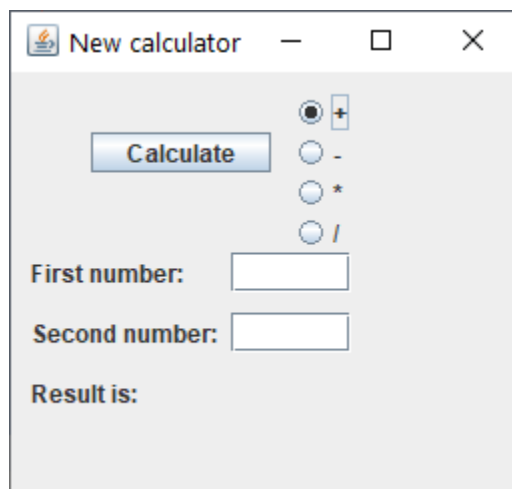 New calculator
+
Calculate
-
*
/
First number:
Second number:
Result is: